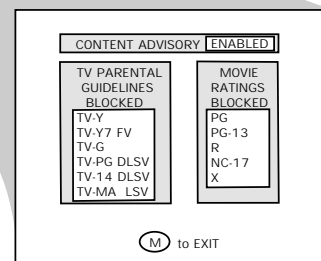 CONTENT ADVISORY ENABLED
TV PARENTAL
GUIDELINES
BLOCKED
TV-Y
TV-Y7 FV
TV-G
TV-PG DLSV
TV-14 DLSV
TV-MA LSV
MOVIE
RATINGS
BLOCKED
PG
PG-13
R
NC-17
X
M to EXIT